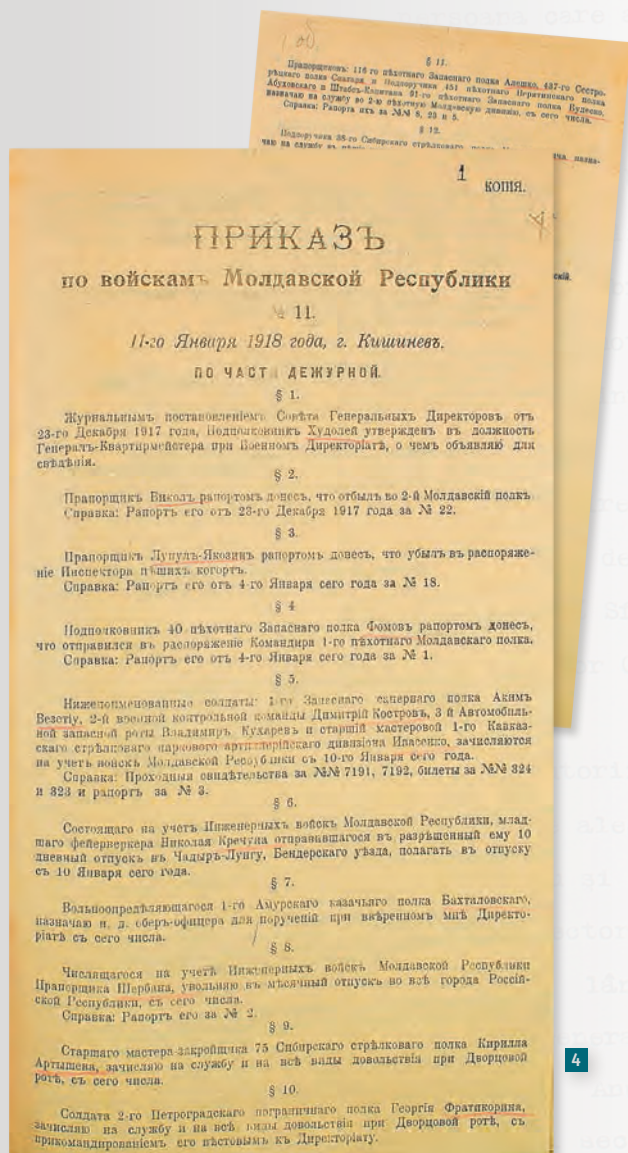 § 11.
Прапорщиковъ: 116 го пѣхотнаго Запаснаго полка Алешко, 437-го Сестро-
рѣцкаго полка и Подпоручика 451 пѣхотнаго полка
Абуховскаго и Штабсъ-Капитана 51-го пѣхотнаго Запаснаго полка
назначаю на службу во 2-ю пѣхотную Молдавскую дивизію, съ сего числа.
Справка: Рапорта ихъ за №№ 6, 23 и 5.
§ 12.
Подпоручика 38-го Сибирскаго стрѣлковаго
1
КОПІЯ.
ПРИКАЗЪ
по войскамъ Молдавской Республики
№ 11.
11-го Января 1918 года, г. Кишиневъ.
ПО ЧАСТ ДЕЖУРНОЙ.
§ 1.
Журнальнымъ постановленіемъ Совѣта Генеральныхъ Директоровъ отъ
23-го Декабря 1917 года, Подполковникъ Худолей утвержденъ въ должность
Генералъ-Квартирмейстера при Военномъ Директоріатѣ, о чемъ объявляю для
свѣдѣнія.
§ 2.
Прапорщикъ Виколъ рапортомъ донесъ, что отбылъ во 2-й Молдавскій полкъ
Справка: Рапортъ его отъ 23-го Декабря 1917 года за № 22.
§ 3.
Прапорщикъ Лупулъ-Якозинъ рапортомъ донесъ, что убылъ въ распоряже-
ніе Инспектора пѣшихъ когортъ.
Справка: Рапортъ его отъ 4-го Января сего года за № 18.
§ 4
Подполковникъ 40 пѣхотнаго Запаснаго полка Фомовъ рапортомъ донесъ,
что отправился въ распоряженіе Командира 1-го пѣхотнаго Молдавскаго полка.
Справка: Рапортъ его отъ 4-го Января сего года за № 1.
§ 5.
Нижепоименованные солдаты: 1-го Запаснаго сапернаго полка Акимъ
Везетіу, 2-й военной контрольной команды Димитрій Костровъ, 3 й Автомобиль-
ной запасной роты Владимиръ Кухаревъ и старшій мастеровой 1-го Кавказ-
скаго стрѣлковаго парковаго артиллерійскаго дивизіона Ивасенко, зачисляются
на учетъ войскъ Молдавской Республики съ 10-го Января сего года.
Справка: Проходныя свидѣтельства за №№ 7191, 7192, билеты за №№ 324
и 323 и рапортъ за № 3.
§ 6.
Состоящаго на учетѣ Инженерныхъ войскъ Молдавской Республики, млад-
шаго фейерверкера Николая Кречуна отправившагося въ разрѣшенный ему 10
дневный отпускъ въ Чадыръ-Лунгу, Бендерскаго уѣзда, полагать въ отпуску
съ 10 Января сего года.
§ 7.
Вольноопредѣляющагося 1-го Амурскаго казачьяго полка Бахталовскаго,
назначаю и. д. оберъ-офицера для порученій при ввѣренномъ мнѣ Директо-
ріатѣ съ сего числа.
§ 8.
Числящагося на учетѣ Инженерныхъ войскъ Молдавской Республики
Прапорщика Щербана, увольняю въ мѣсячный отпускъ во всѣ города Россій-
ской Республики, съ сего числа.
Справка: Рапортъ его за № 2.
§ 9.
Старшаго мастера-закройщика 75 Сибирскаго стрѣлковаго полка Кирилла
Артышена, зачисляю на службу и на всѣ виды довольствія при Дворцовой
ротѣ, съ сего числа.
§ 10.
Солдата 2-го Петроградскаго пограничнаго полка Георгія Фратякорина,
зачисляю на службу и на всѣ виды довольствія при Дворцовой ротѣ, съ
прикомандированіемъ его вѣстовымъ къ Директоріату.
4